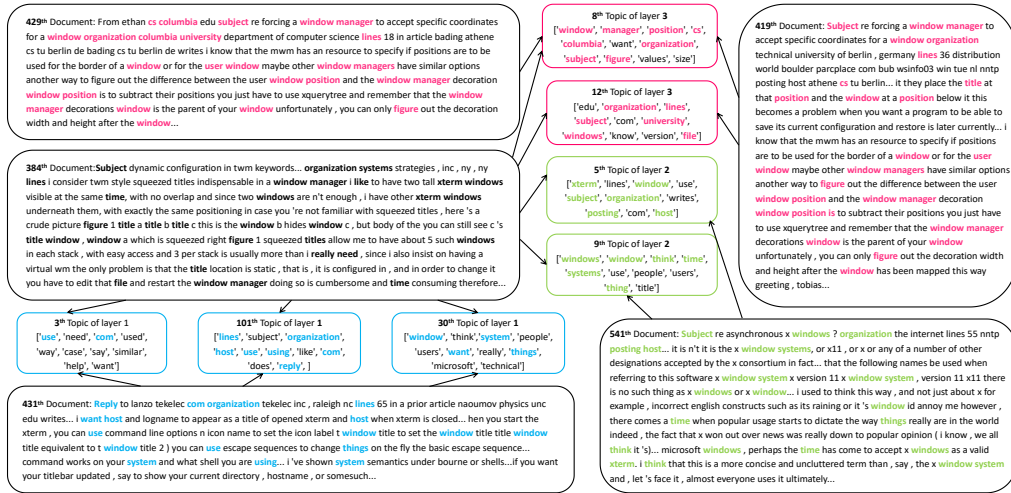 429th Document: From ethan cs columbia edu subject re forcing a window manager to accept specific coordinates
for a window organization columbia university department of computer science lines 18 in article bading athene
cs tu berlin de bading cs tu berlin de writes i know that the mwm has an resource to specify if positions are to be
used for the border of a window or for the user window maybe other window managers have similar options
another way to figure out the difference between the user window position and the window manager decoration
window position is to subtract their positions you just have to use xquerytree and remember that the window
manager decorations window is the parent of your window unfortunately , you can only figure out the decoration
width and height after the window...
8th Topic of layer 3
['window', 'manager', 'position', 'cs',
'columbia', 'want', 'organization',
'subject', 'figure', 'values', 'size']
12th Topic of layer 3
['edu', 'organization', 'lines',
'subject', 'com', 'university',
'windows', 'know', 'version', 'file']
419th Document: Subject re forcing a window manager to
accept specific coordinates for a window organization
technical university of berlin , germany lines 36 distribution
world boulder parcplace com bub wsinfo03 win tue nl nntp
posting host athene cs tu berlin... it they place the title at
that position and the window at a position below it this
becomes a problem when you want a program to be able to
save its current configuration and restore is later currently... i
know that the mwm has an resource to specify if positions
are to be used for the border of a window or for the user
window maybe other window managers have similar options
another way to figure out the difference between the user
window position and the window manager decoration
window position is to subtract their positions you just have
to use xquerytree and remember that the window manager
decorations window is the parent of your window
unfortunately , you can only figure out the decoration width
and height after the window has been mapped this way
greeting , tobias...
384th Document:Subject dynamic configuration in twm keywords... organization systems strategies , inc , ny , ny
lines i consider twm style squeezed titles indispensable in a window manager i like to have two tall xterm windows
visible at the same time, with no overlap and since two windows are n't enough , i have other xterm windows
underneath them, with exactly the same positioning in case you 're not familiar with squeezed titles , here 's a
crude picture figure 1 title a title b title c this is the window b hides window c , but body of the you can still see c 's
title window , window a which is squeezed right figure 1 squeezed titles allow me to have about 5 such windows
in each stack , with easy access and 3 per stack is usually more than i really need , since i also insist on having a
virtual wm the only problem is that the title location is static , that is , it is configured in , and in order to change it
you have to edit that file and restart the window manager doing so is cumbersome and time consuming therefore...
5th Topic of layer 2
['xterm', 'lines', 'window', 'use',
'subject', 'organization', 'writes',
'posting', 'com', 'host']
9th Topic of layer 2
['windows', 'window', 'think', 'time',
'systems', 'use', 'people', 'users',
'thing', 'title']
3th Topic of layer 1
['use', 'need', 'com', 'used',
'way', 'case', 'say', 'similar',
'help', 'want']
101th Topic of layer 1
['lines', 'subject', 'organization',
'host', 'use', 'using', 'like', 'com',
'does', 'reply', ]
30th Topic of layer 1
['window', 'think','system', 'people',
'users', 'want', 'really', 'things',
'microsoft', 'technical']
431th Document: Reply to lanzo tekelec com organization tekelec inc , raleigh nc lines 65 in a prior article naoumov physics unc
edu writes... i want host and logname to appear as a title of opened xterm and host when xterm is closed... hen you start the
xterm , you can use command line options n icon name to set the icon label t window title to set the window title title window
title equivalent to t window title 2 ) you can use escape sequences to change things on the fly the basic escape sequence...
command works on your system and what shell you are using... i 've shown system semantics under bourne or shells...if you want
your titlebar updated , say to show your current directory , hostname , or somesuch...
541th Document: Subject re asynchronous x windows ? organization the internet lines 55 nntp
posting host... it is n't it is the x window systems, or x11 , or x or any of a number of other
designations accepted by the x consortium in fact... that the following names be used when
referring to this software x window system x version 11 x window system , version 11 x11 there
is no such thing as x windows or x window... i used to think this way , and not just about x for
example , incorrect english constructs such as its raining or it 's window id annoy me however ,
there comes a time when popular usage starts to dictate the way things really are in the world
indeed , the fact that x won out over news was really down to popular opinion ( i know , we all
think it 's)... microsoft windows , perhaps the time has come to accept x windows as a valid
xterm. i think that this is a more concise and uncluttered term than , say , the x window system
and , let 's face it , almost everyone uses it ultimately...